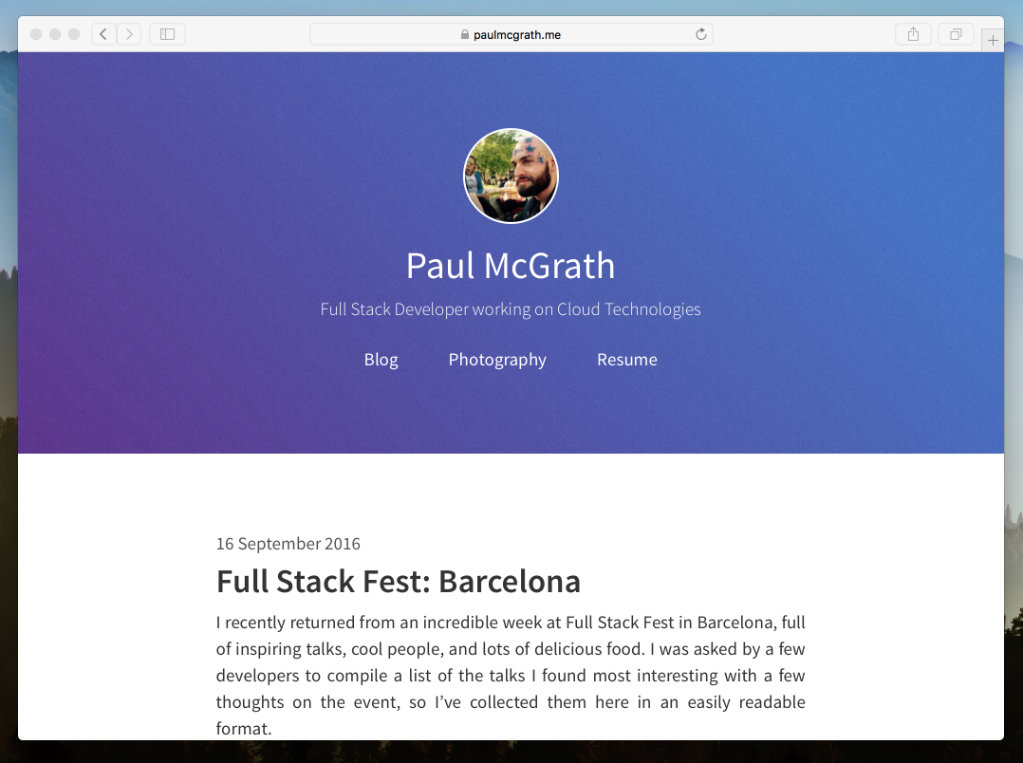 paulmcgrath.me
Paul McGrath
Full Stack Developer working on Cloud Technologies
Blog Photography Resume
16 September 2016
Full Stack Fest: Barcelona
I recently returned from an incredible week at Full Stack Fest in Barcelona, full
of inspiring talks, cool people, and lots of delicious food. I was asked by a few
developers to compile a list of the talks I found most interesting with a few
thoughts on the event, so I’ve collected them here in an easily readable
format.